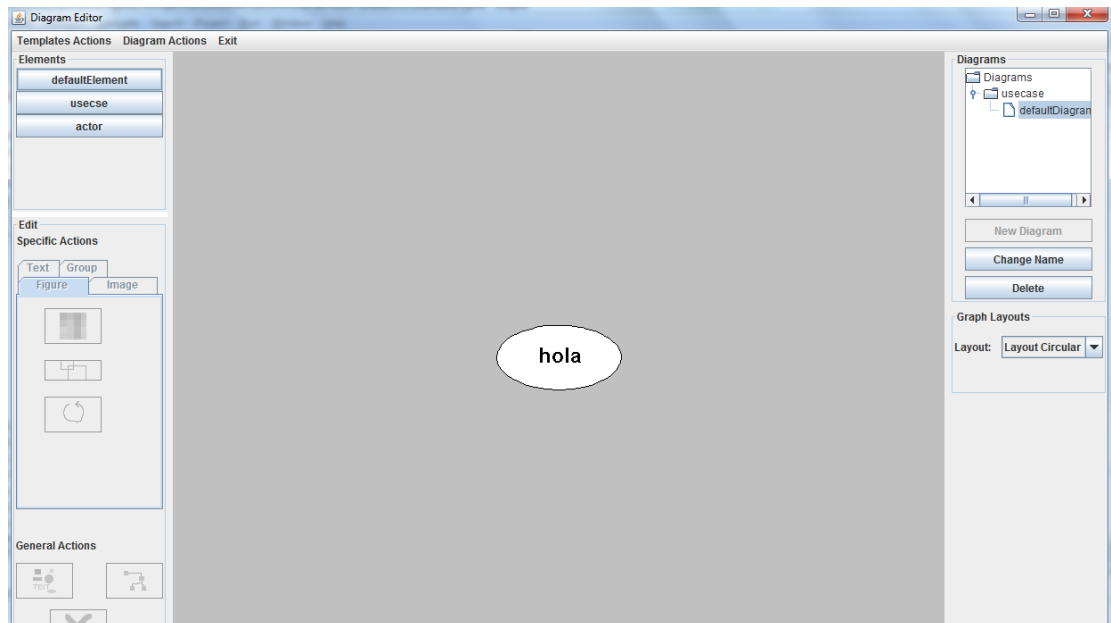 Diagram Editor
Templates Actions Diagram Actions Exit
Elements
defaultElement
usecse
actor
Edit
Specific Actions
Text Group
Figure Image
General Actions
TEXT
hola
Diagrams
Diagrams
usecase
defaultDiagran
New Diagram
Change Name
Delete
Graph Layouts
Layout: Layout Circular